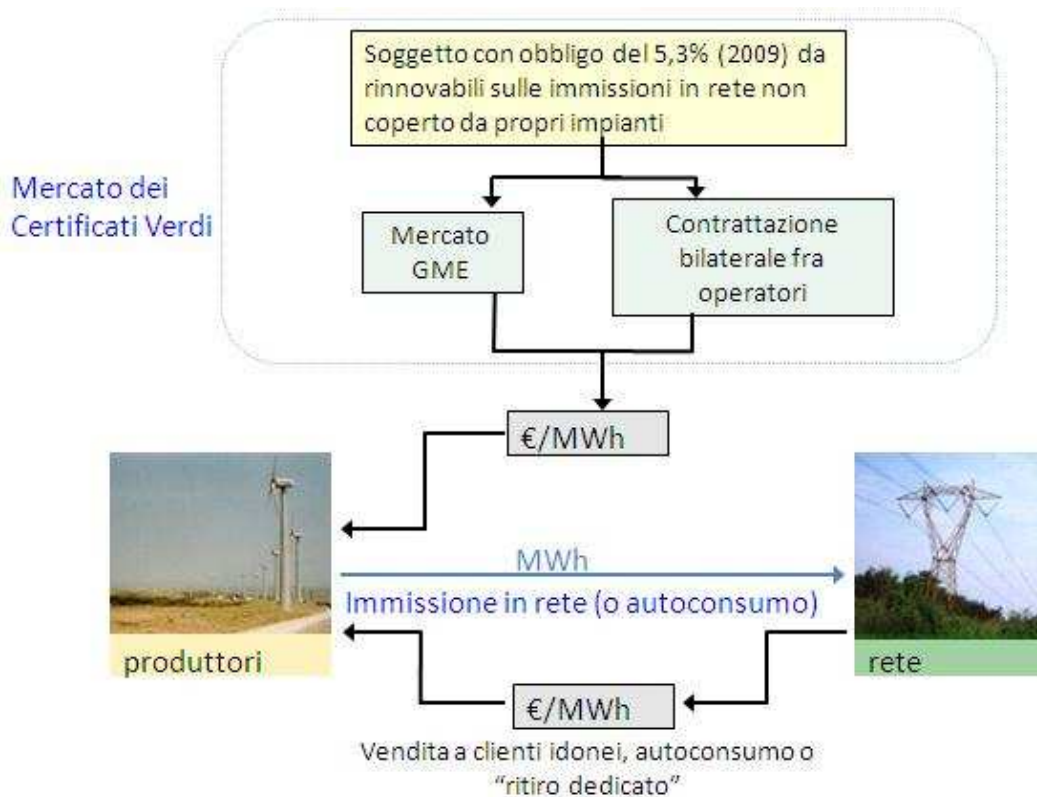 Soggetto con obbligo del 5,3% (2009) da
rinnovabili sulle immissioni in rete non
coperto da propri impianti
Mercato dei
Certificati Verdi
Mercato
GME
Contrattazione
bilaterale fra
operatori
€/MWh
MWh
Immissione in rete (o autoconsumo)
produttori
rete
€/MWh
Vendita a clienti idonei, autoconsumo o
“ritiro dedicato”